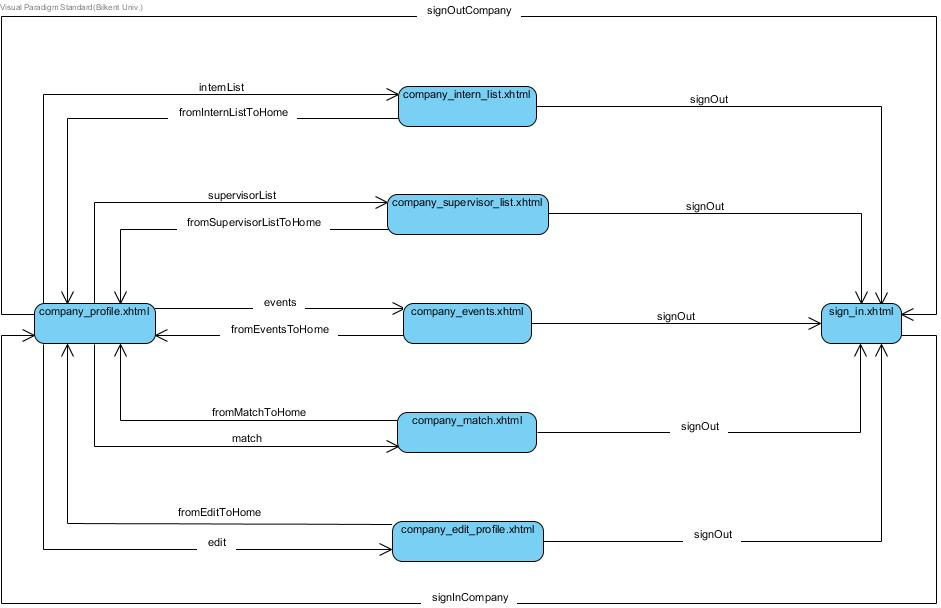 Visual Paradigm Standard(Bilkent Univ.)
signOutCompany
internList
company_intern_list.xhtml
signOut
fromInternListToHome
supervisorList
company_supervisor_list.xhtml
signOut
fromSupervisorListToHome
company_profile.xhtml
events
company_events.xhtml
signOut
sign_in.xhtml
fromEventsToHome
fromMatchToHome
company_match.xhtml
signOut
match
fromEditToHome
company_edit_profile.xhtml
signOut
edit
signInCompany